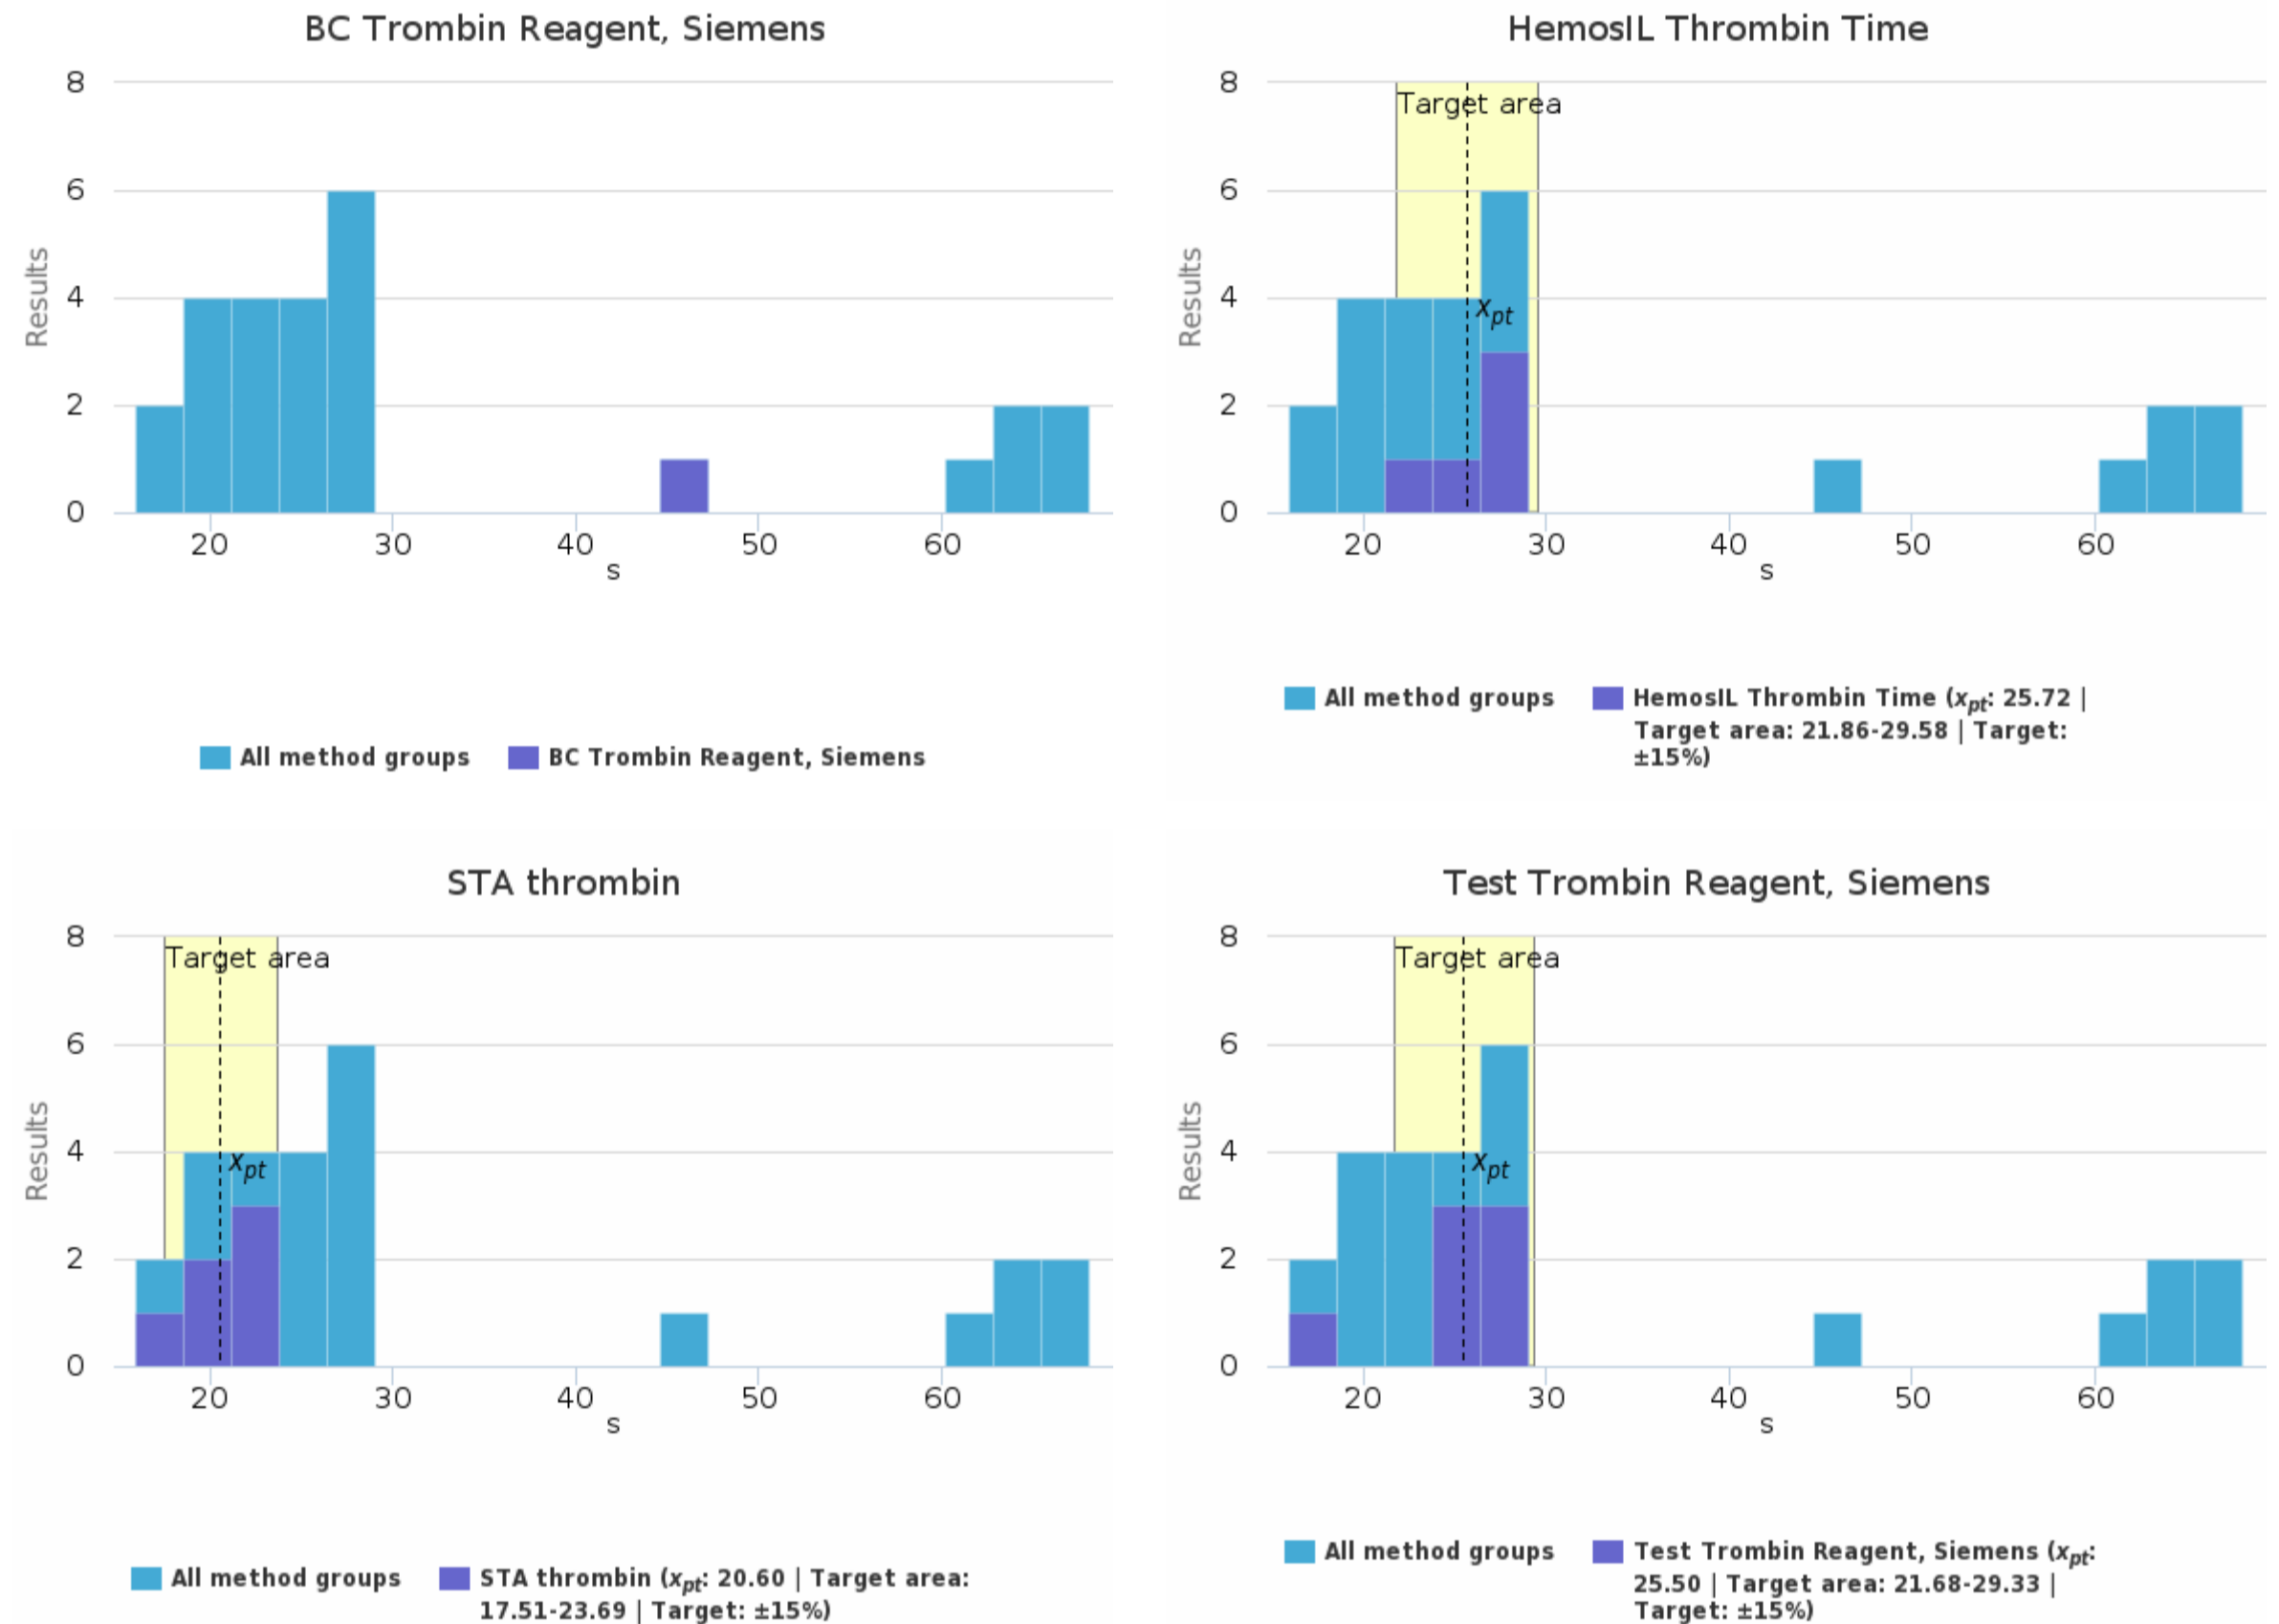 BC Trombin Reagent, Siemens
8
6
4
2
0
Results
20 30 40 50 60
s
All method groups BC Trombin Reagent, Siemens
HemosIL Thrombin Time
8
6
4
2
0
Results
Target area
xpt
20 30 40 50 60
s
All method groups HemosIL Thrombin Time (xpt: 25.72 |
Target area: 21.86-29.58 | Target:
±15%)
STA thrombin
8
6
4
2
0
Results
Target area
xpt
20 30 40 50 60
s
All method groups STA thrombin (xpt: 20.60 | Target area:
17.51-23.69 | Target: ±15%)
Test Trombin Reagent, Siemens
8
6
4
2
0
Results
Target area
xpt
20 30 40 50 60
s
All method groups Test Trombin Reagent, Siemens (xpt:
25.50 | Target area: 21.68-29.33 |
Target: ±15%)